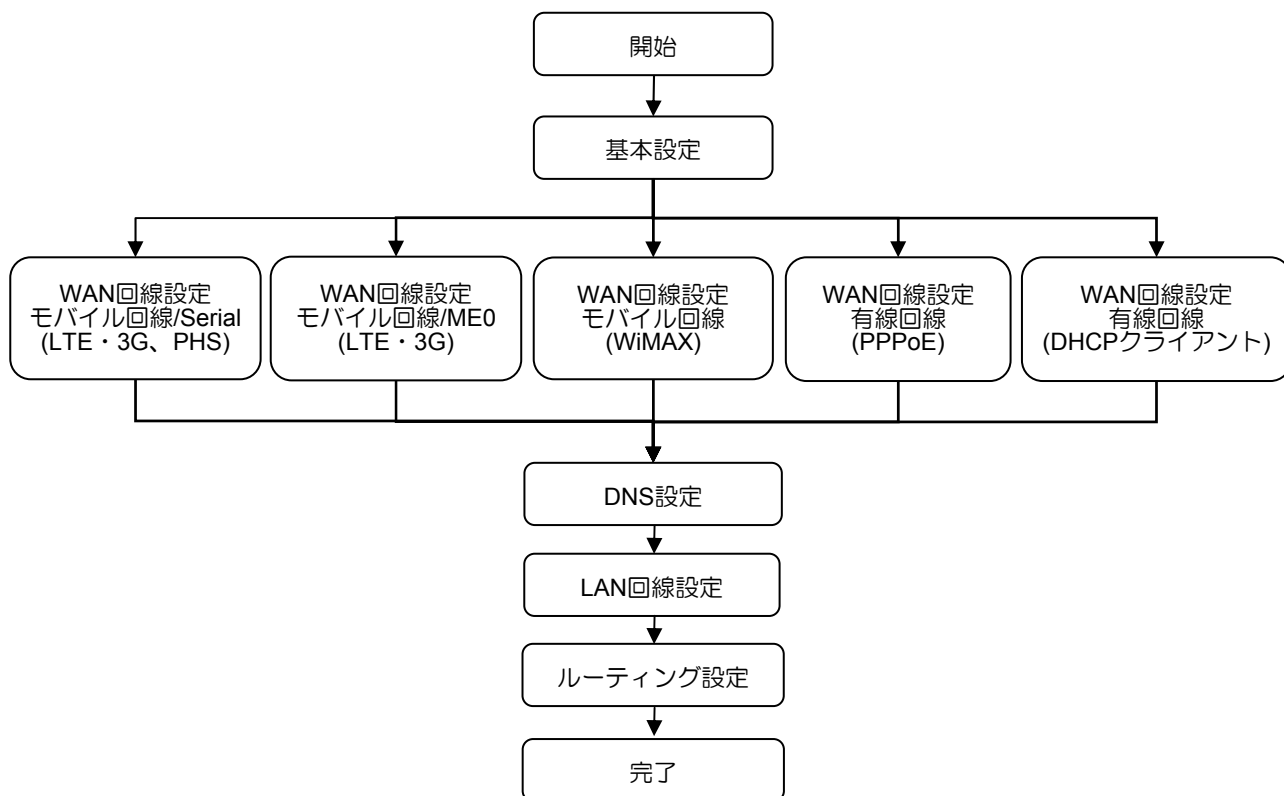 開始
基本設定
WAN回線設定
モバイル回線/Serial
(LTE・3G、PHS)
WAN回線設定
モバイル回線/ME0
(LTE・3G)
WAN回線設定
モバイル回線
(WiMAX)
WAN回線設定
有線回線
(PPPoE)
WAN回線設定
有線回線
(DHCPクライアント)
DNS設定
LAN回線設定
ルーティング設定
完了